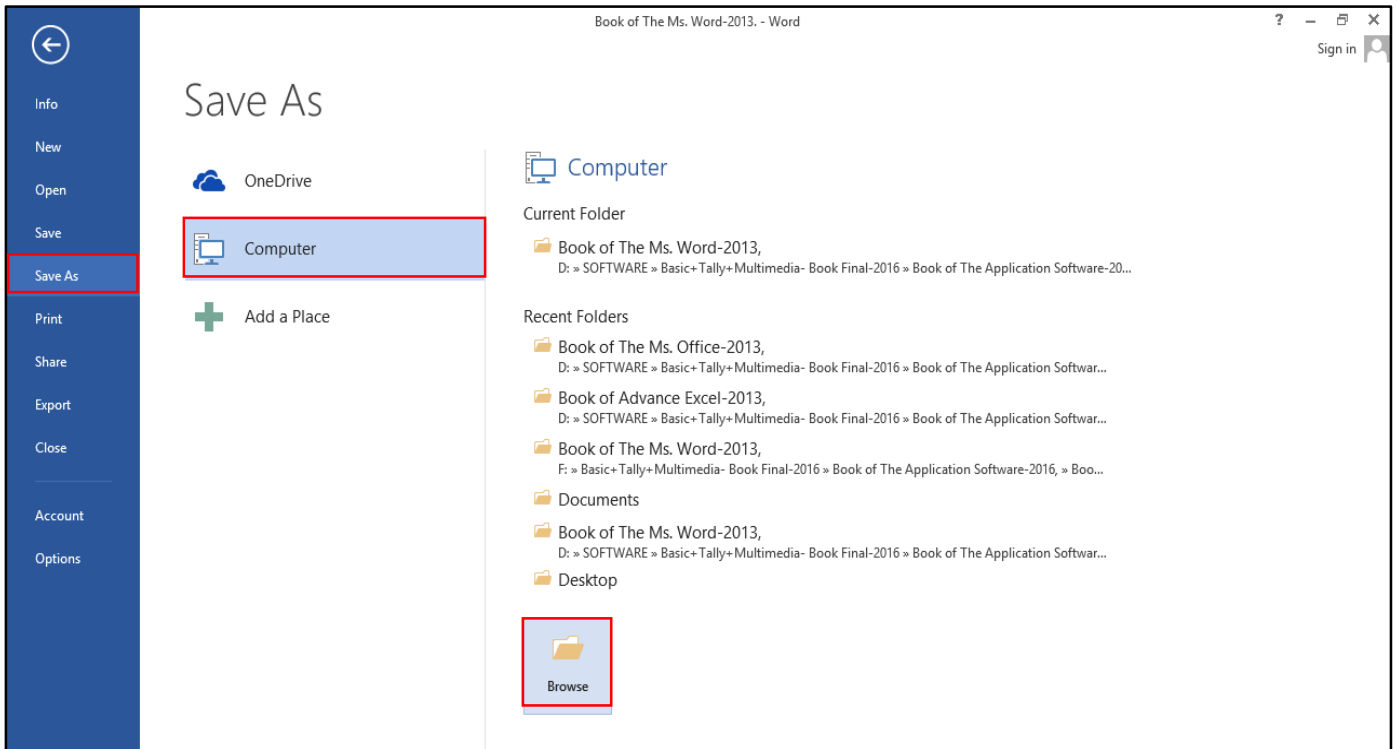 Book of The Ms. Word-2013. - Word
?
Sign in
Info
New
Open
Save
Save As
Print
Share
Export
Close
Account
Options
Save As
OneDrive
Computer
Add a Place
Computer
Current Folder
Book of The Ms. Word-2013,
D: » SOFTWARE » Basic+Tally+Multimedia- Book Final-2016 » Book of The Application Software-20...
Recent Folders
Book of The Ms. Office-2013,
D: » SOFTWARE » Basic+Tally+Multimedia- Book Final-2016 » Book of The Application Softwar...
Book of Advance Excel-2013,
D: » SOFTWARE » Basic+Tally+Multimedia- Book Final-2016 » Book of The Application Softwar...
Book of The Ms. Word-2013,
F: » Basic+Tally+Multimedia- Book Final-2016 » Book of The Application Software-2016, » Boo...
Documents
Book of The Ms. Word-2013,
D: » SOFTWARE » Basic+Tally+Multimedia- Book Final-2016 » Book of The Application Softwar...
Desktop
Browse